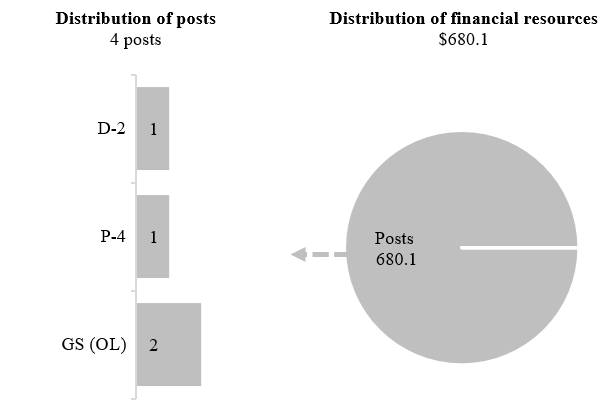 Distribution of posts
4 posts
D-2
1
P-4
1
GS (OL)
2
Distribution of financial resources
$680.1
Posts
680.1